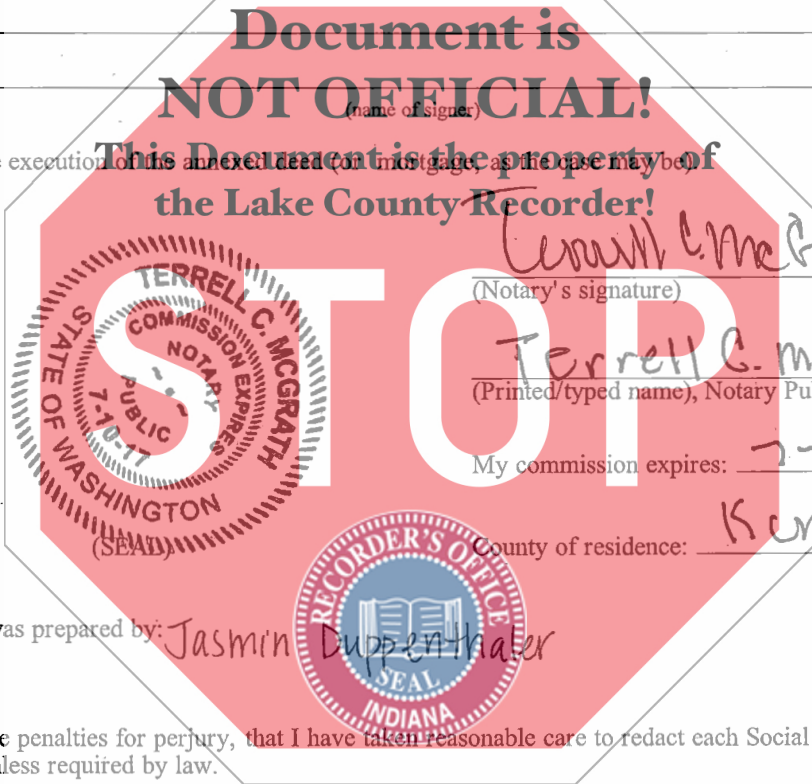 Document is
NOT OFFICIAL!
(name of signer)
execution of the annexed deed (or mortgage, as the case may be).
This Document is the property of
the Lake County Recorder!
Terrell C. McG
(Notary's signature)
Terrell C. M
(Printed/typed name), Notary Pu
My commission expires: 7-
County of residence:
STOP
TERRELL C. MCGRATH
STATE OF WASHINGTON
COMMISSION EXPIRES
NOTARY
PUBLIC
7-10-17
(SEAL)
RECORDER'S OFFICE
SEAL
INDIANA
as prepared by: Jasmin Duppenthaler
e penalties for perjury, that I have taken reasonable care to redact each Social
less required by law.